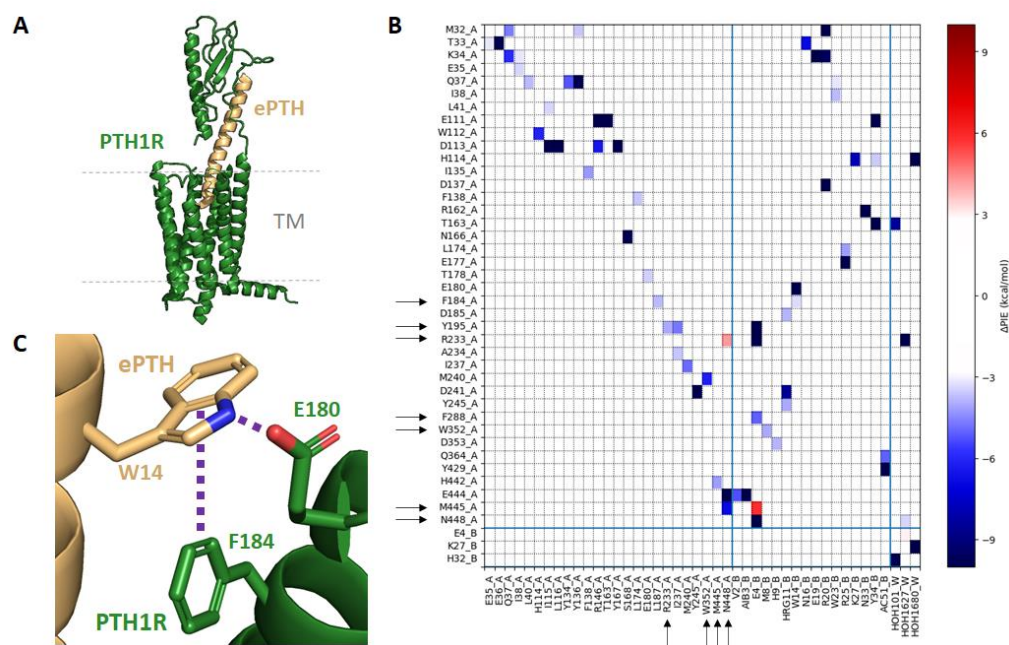 A
ePTH
PTH1R
TM
B
M32_A
T33_A
K34_A
E35_A
Q37_A
I38_A
L41_A
E111_A
W112_A
D113_A
H114_A
I135_A
D137_A
F138_A
R162_A
T163_A
N166_A
L174_A
E177_A
T178_A
E180_A
F184_A
D185_A
Y195_A
R233_A
A234_A
I237_A
M240_A
D241_A
Y245_A
F288_A
W352_A
D353_A
Q364_A
Y429_A
H442_A
E444_A
M445_A
N448_A
E4_B
K27_B
H32_B
E35_A
E36_A
Q37_A
I38_A
L40_A
H114_A
I115_A
L116_A
Y134_A
Y136_A
F138_A
R146_A
T163_A
Y167_A
S168_A
L174_A
E180_A
L187_A
R233_A
I237_A
M240_A
Y245_A
W352_A
M445_A
N448_A
V2_B
AIB3_B
E4_B
M8_B
H9_B
HRG11_B
W14_B
N16_B
E19_B
R20_B
W23_B
R25_B
K27_B
N33_B
Y34_B
AC51_B
HOH101_W
HOH1627_W
HOH1680_W
9
6
3
0
−3
−6
−9
ΔPIE (kcal/mol)
C
ePTH
E180
W14
F184
PTH1R